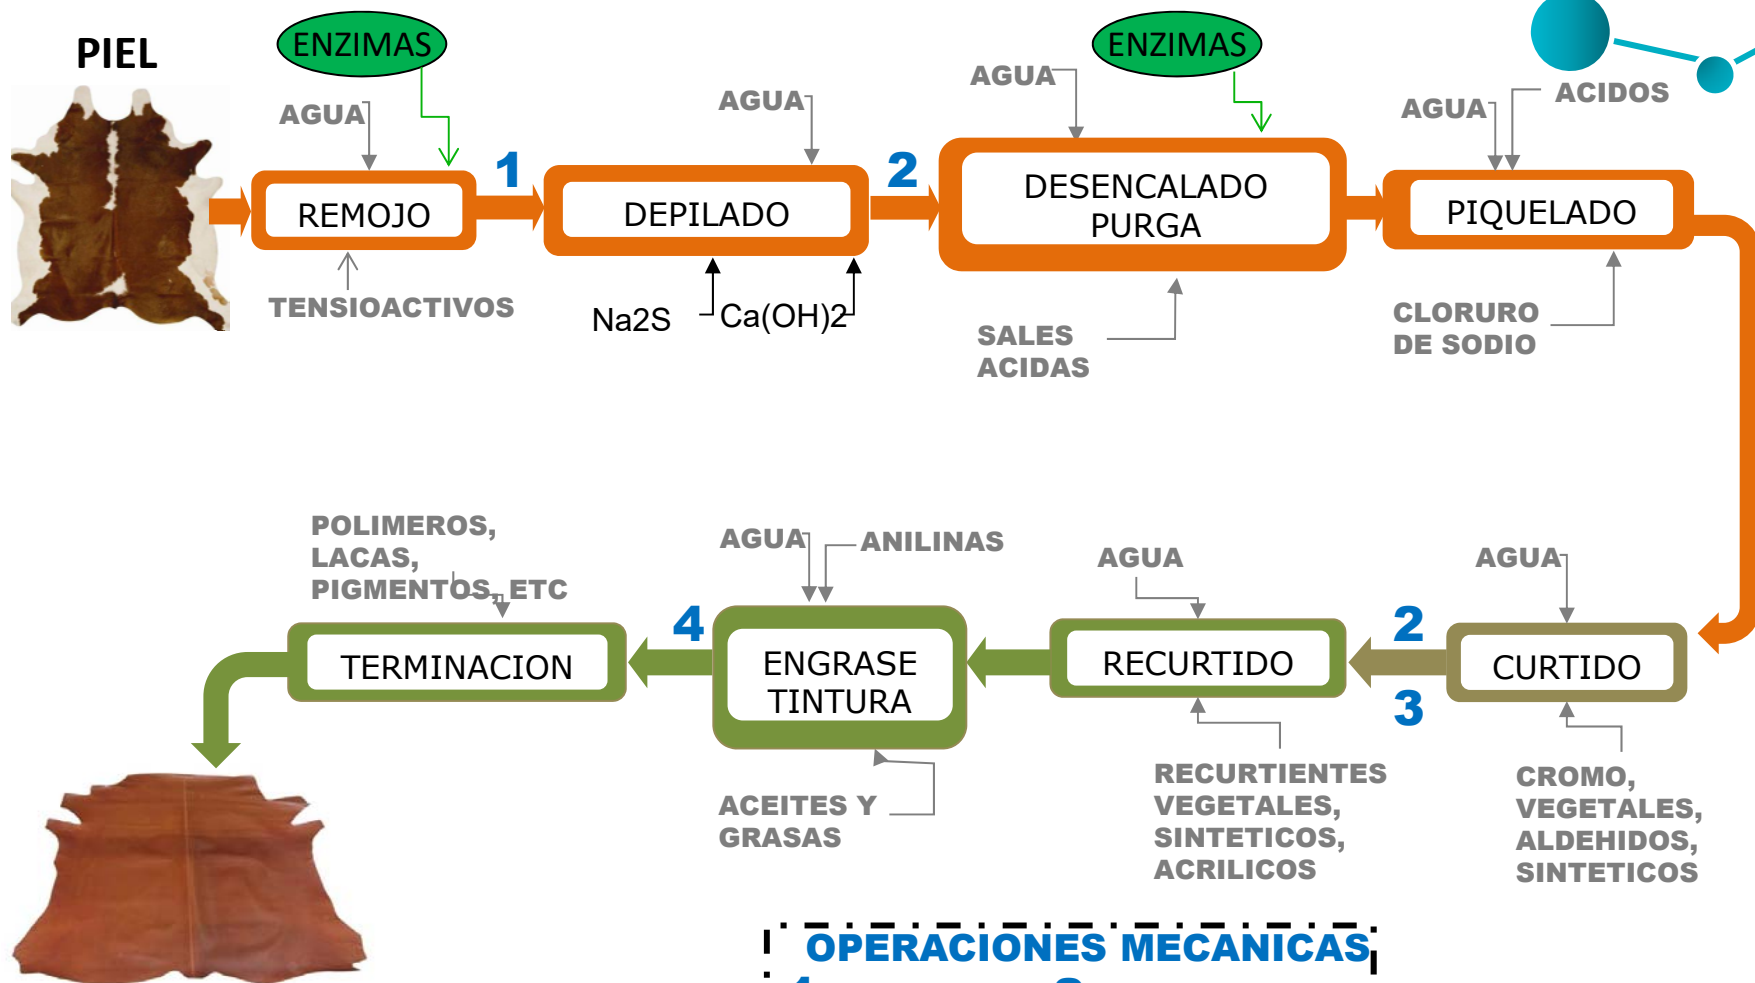 PIEL
ENZIMAS
ENZIMAS
AGUA
AGUA
AGUA
AGUA
ACIDOS
1
2
REMOJO
DEPILADO
DESENCALADO
PURGA
PIQUELADO
TENSIOACTIVOS
Na2S
Ca(OH)2
SALES
ACIDAS
CLORURO
DE SODIO
POLIMEROS,
LACAS,
PIGMENTOS, ETC
AGUA
ANILINAS
AGUA
AGUA
4
2
TERMINACION
ENGRASE
TINTURA
RECURTIDO
CURTIDO
3
ACEITES Y
GRASAS
RECURTIENTES
VEGETALES,
SINTETICOS,
ACRILICOS
CROMO,
VEGETALES,
ALDEHIDOS,
SINTETICOS
OPERACIONES MECANICAS